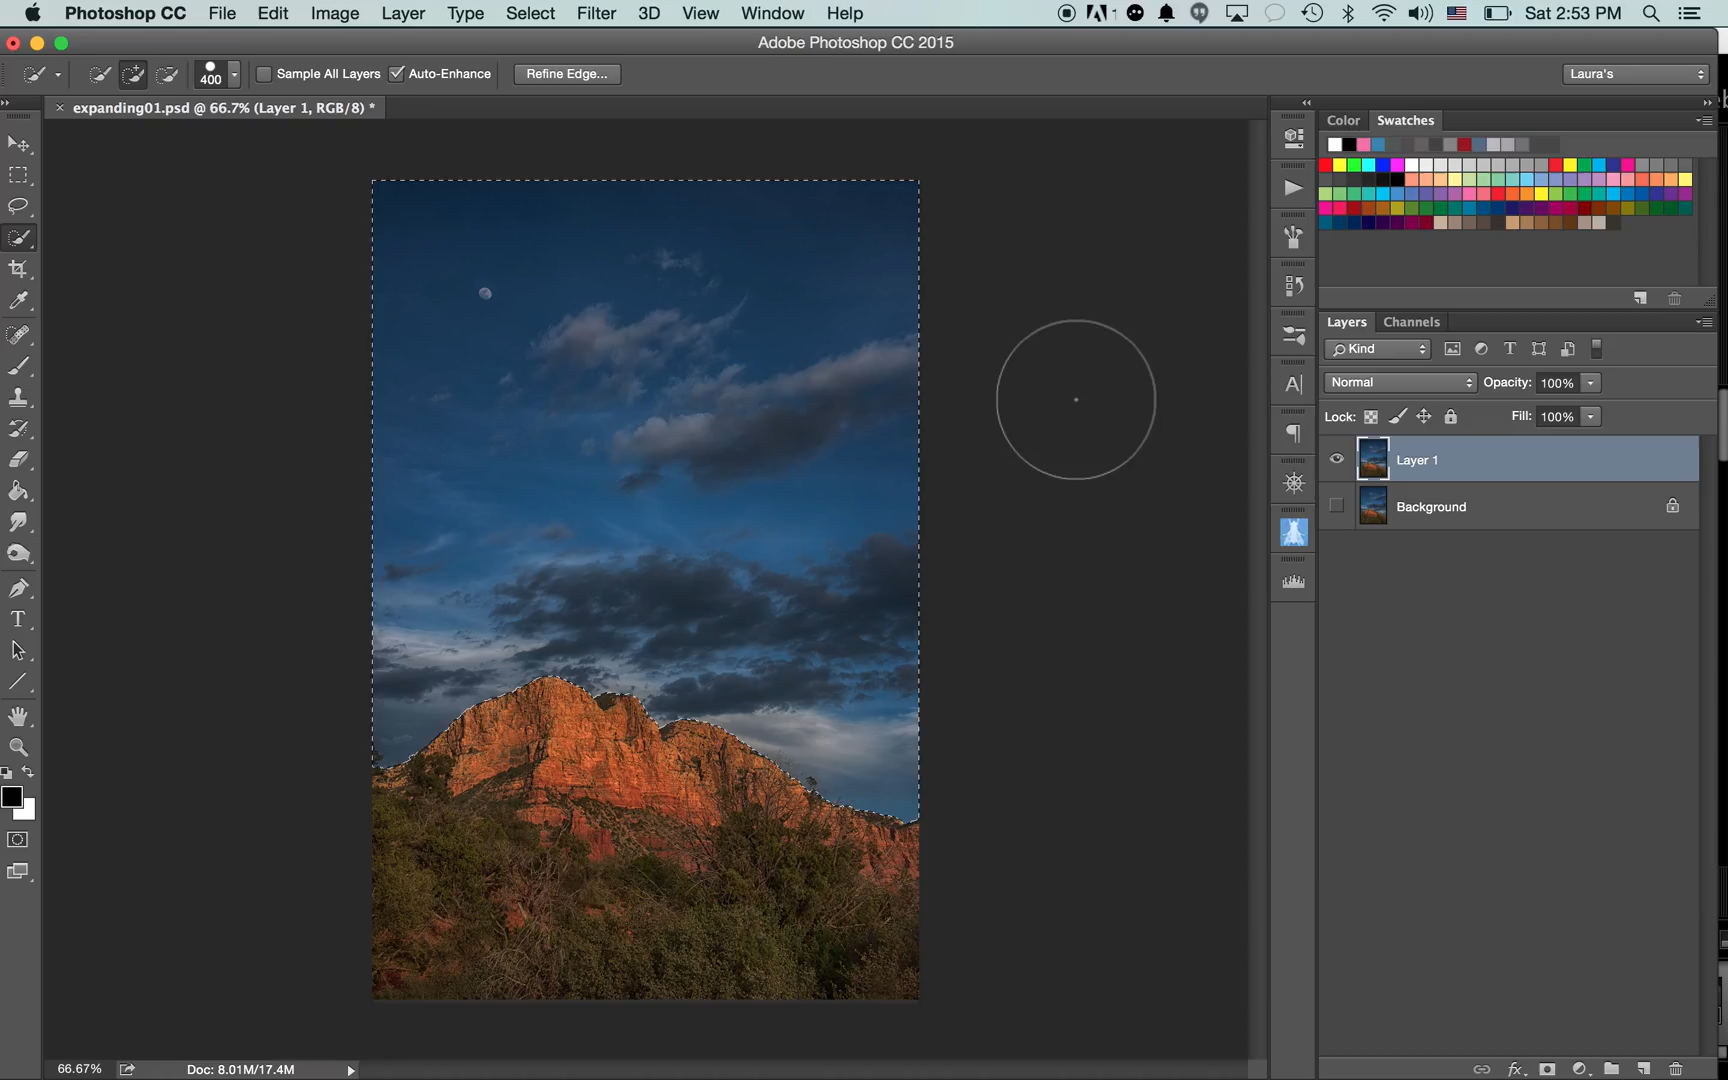 Photoshop CC File Edit Image Layer Type Select Filter 3D View Window Help
1
Sat 2:53 PM
Adobe Photoshop CC 2015
400
Sample All Layers
Auto-Enhance
Refine Edge...
Laura's
× expanding01.psd @ 66.7% (Layer 1, RGB/8) *
Color Swatches
Layers Channels
Kind
Normal Opacity: 100%
Lock: Fill: 100%
Layer 1
Background
66.67% Doc: 8.01M/17.4M
fx